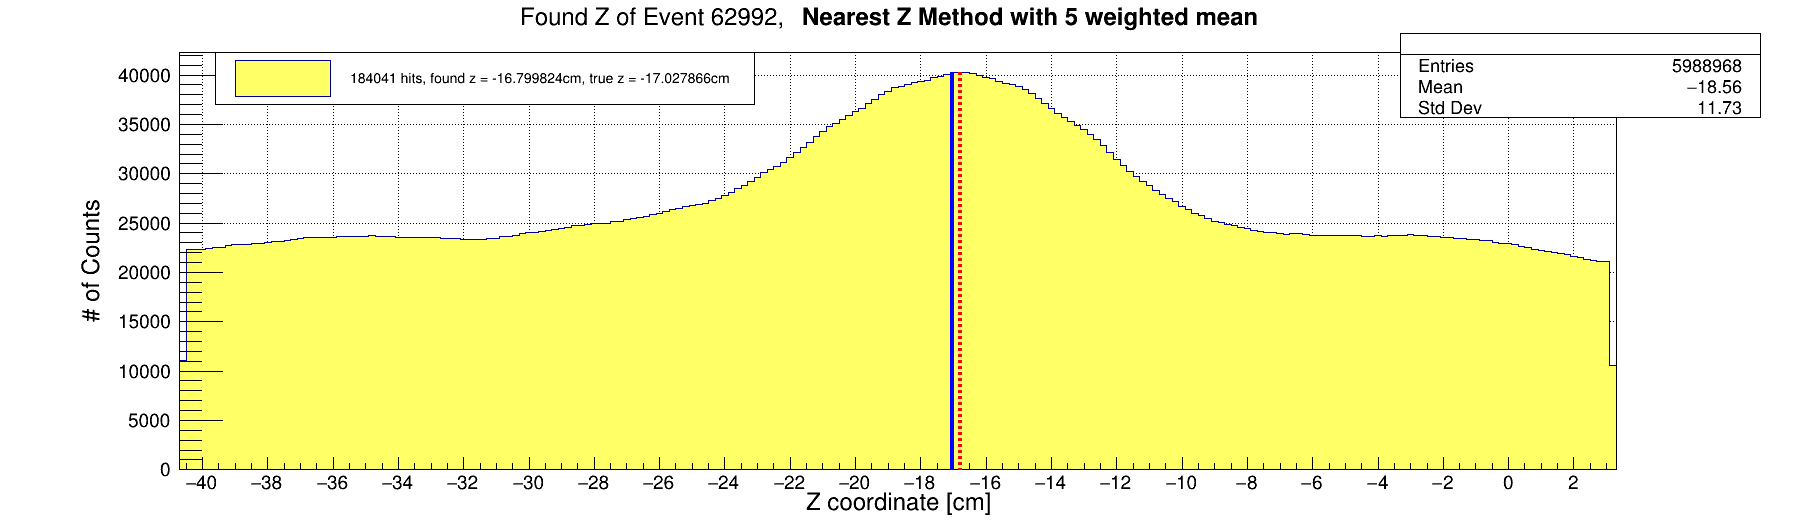 Found Z of Event 62992, Nearest Z Method with 5 weighted mean
184041 hits, found z = -16.799824cm, true z = -17.027866cm
Entries 5988968
Mean −18.56
Std Dev 11.73
# of Counts
40000
35000
30000
25000
20000
15000
10000
5000
0
−40 −38 −36 −34 −32 −30 −28 −26 −24 −22 −20 −18 −16 −14 −12 −10 −8 −6 −4 −2 0 2
Z coordinate [cm]